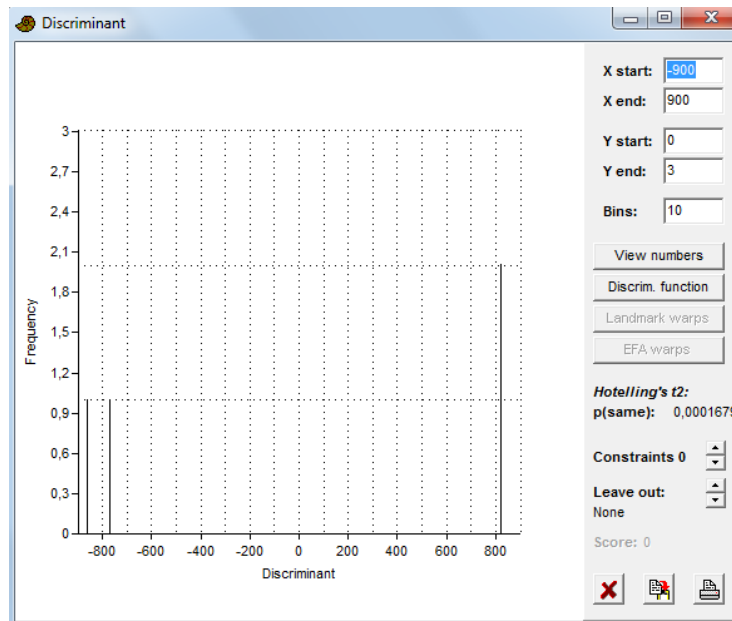 Discriminant
X start: -900
X end: 900
Y start: 0
Y end: 3
Bins: 10
View numbers
Discrim. function
Landmark warps
EFA warps
Hotelling's t2:
p(same): 0,0001679
Constraints 0
Leave out:
None
Score: 0
3
2,7
2,4
2,1
1,8
1,5
1,2
0,9
0,6
0,3
0
Frequency
-800 -600 -400 -200 0 200 400 600 800
Discriminant